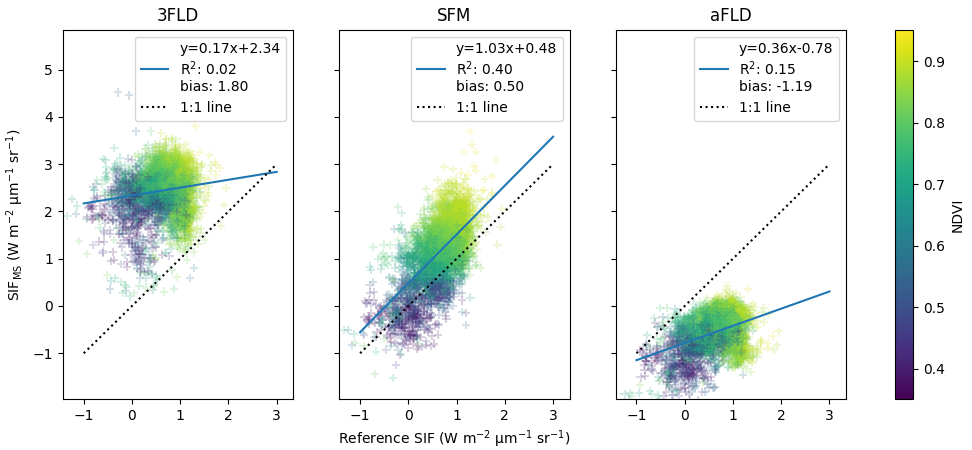 3FLD
SFM
aFLD
y=0.17x+2.34
R²: 0.02
bias: 1.80
1:1 line
y=1.03x+0.48
R²: 0.40
bias: 0.50
1:1 line
y=0.36x-0.78
R²: 0.15
bias: -1.19
1:1 line
5
4
3
2
1
0
−1
SIF_MS (W m⁻² μm⁻¹ sr⁻¹)
−1 0 1 2 3
−1 0 1 2 3
−1 0 1 2 3
Reference SIF (W m⁻² μm⁻¹ sr⁻¹)
0.9
0.8
0.7
0.6
0.5
0.4
NDVI